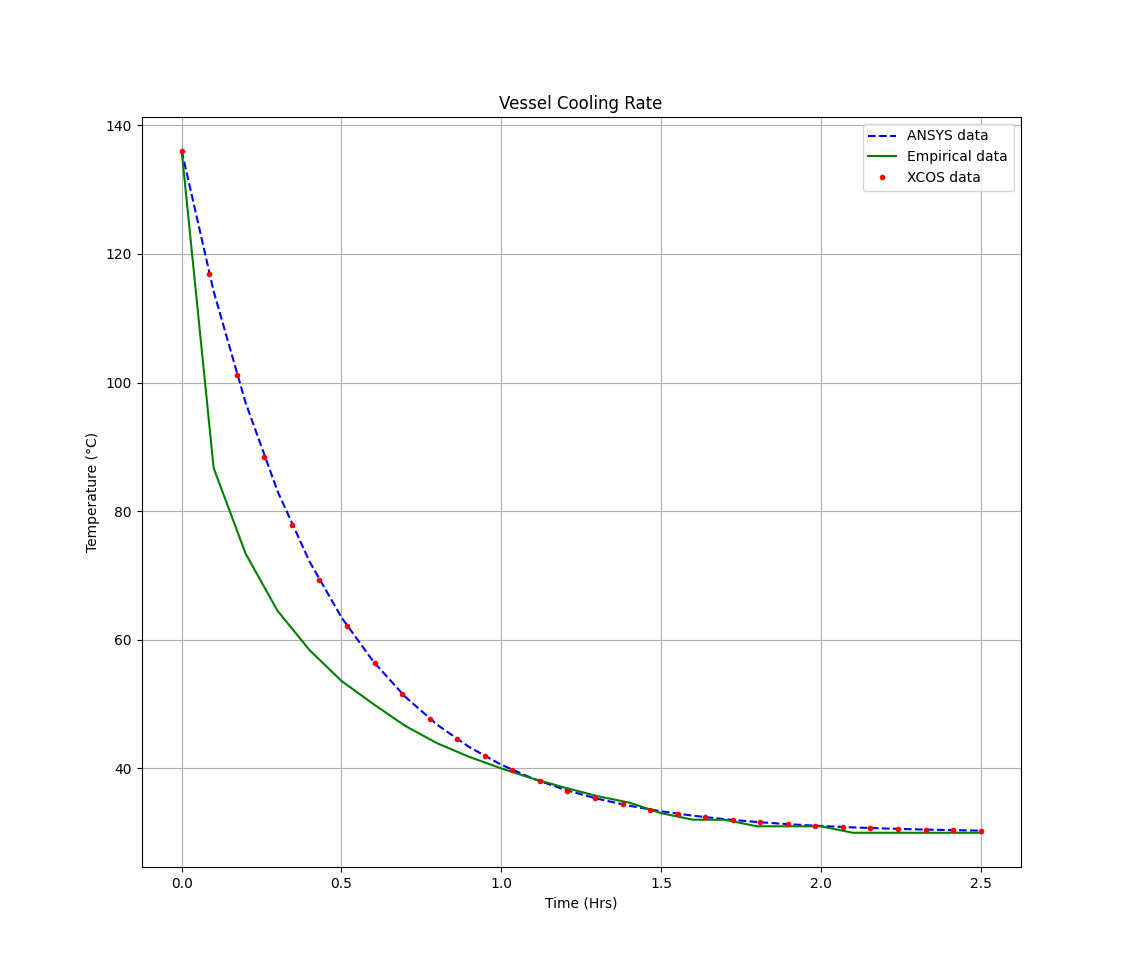 Vessel Cooling Rate
ANSYS data
Empirical data
XCOS data
Temperature (°C)
140
120
100
80
60
40
0.0 0.5 1.0 1.5 2.0 2.5
Time (Hrs)